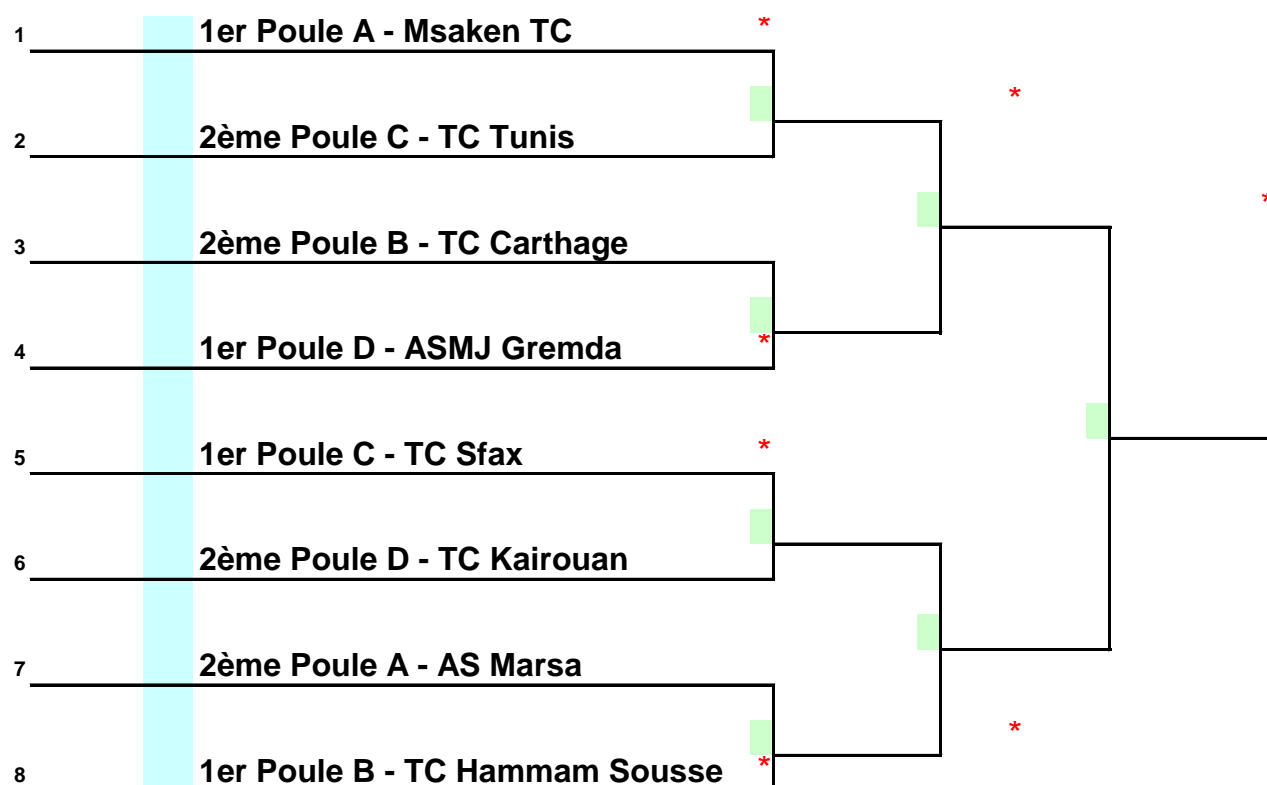 1 1er Poule A - Msaken TC *
*
2 2ème Poule C - TC Tunis
*
3 2ème Poule B - TC Carthage
4 1er Poule D - ASMJ Gremda *
5 1er Poule C - TC Sfax *
6 2ème Poule D - TC Kairouan
7 2ème Poule A - AS Marsa
*
8 1er Poule B - TC Hammam Sousse *